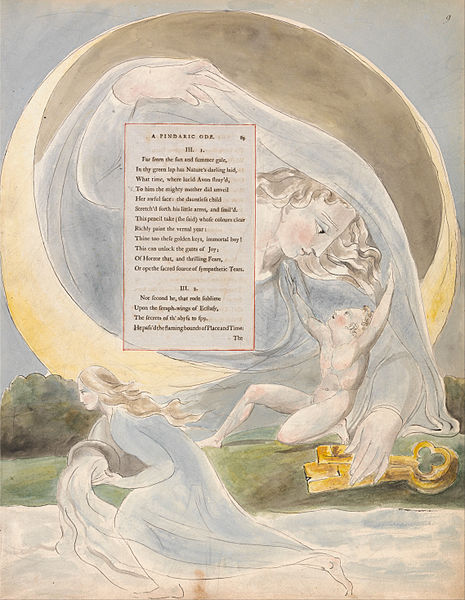 9
A PINDARIC ODE. 89
III. 1.
Far from the sun and summer gale,
In thy green lap was Nature's darling laid,
What time, where lucid Avon stray'd,
To him the mighty mother did unveil
Her awful face: the dauntless child
Stretch'd forth his little arms, and smil'd.
This pencil take (she said) whose colours clear
Richly paint the vernal year:
Thine too these golden keys, immortal boy!
This can unlock the gates of Joy;
Of Horror that, and thrilling Fears,
Or ope the sacred source of sympathetic Tears.
III. 2.
Nor second he, that rode sublime
Upon the seraph-wings of Ecstasy,
The secrets of th' abyss to spy.
He pass'd the flaming bounds of Place and Time:
The